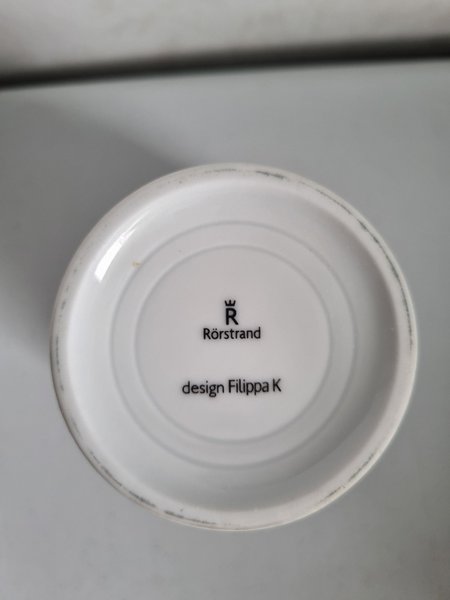 R
Rörstrand
design Filippa K